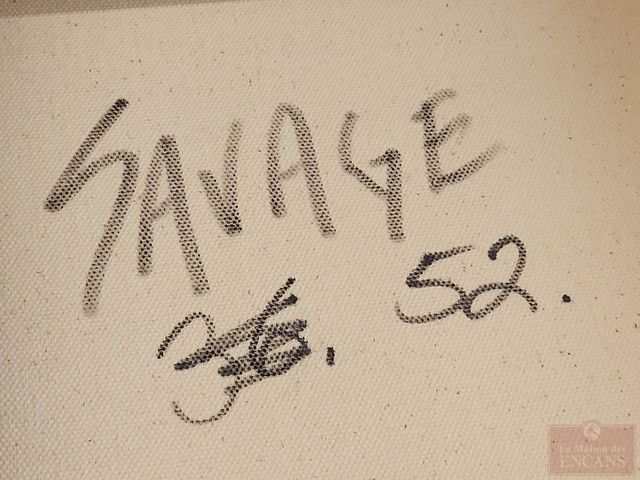 SAVAGE
52.
La Maison des
ENCANS